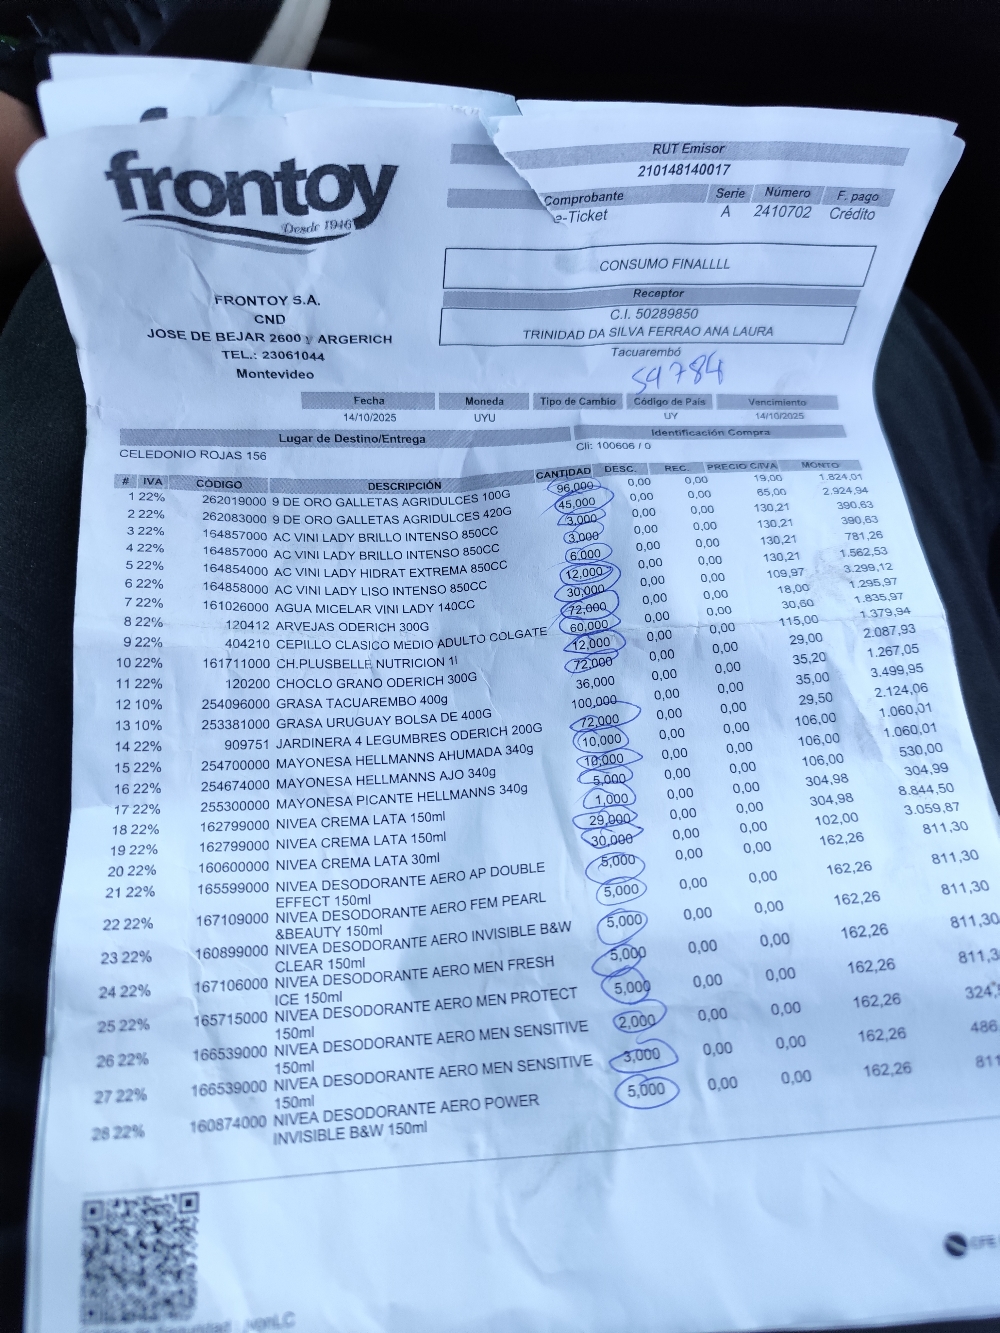 frontoy
Desde 1946
FRONTOY S.A.
CND
JOSE DE BEJAR 2600 y ARGERICH
TEL.: 23061044
Montevideo
RUT Emisor
210148140017
Comprobante Serie Número F. pago
e-Ticket A 2410702 Crédito
CONSUMO FINALLLL
Receptor
C.I. 50289850
TRINIDAD DA SILVA FERRAO ANA LAURA
Tacuarembó
59784
Fecha Moneda Tipo de Cambio Código de País Vencimiento
14/10/2025 UYU UY 14/10/2025
Lugar de Destino/Entrega Identificación Compra
CELEDONIO ROJAS 156 Cli: 100606 / 0
# IVA CÓDIGO DESCRIPCIÓN CANTIDAD DESC. REC. PRECIO C/IVA MONTO
1 22% 262019000 9 DE ORO GALLETAS AGRIDULCES 100G 96,000 0,00 0,00 19,00 1.824,01
2 22% 262083000 9 DE ORO GALLETAS AGRIDULCES 420G 45,000 0,00 0,00 65,00 2.924,94
3 22% 164857000 AC VINI LADY BRILLO INTENSO 850CC 3,000 0,00 0,00 130,21 390,63
4 22% 164857000 AC VINI LADY BRILLO INTENSO 850CC 3,000 0,00 0,00 130,21 390,63
5 22% 164854000 AC VINI LADY HIDRAT EXTREMA 850CC 6,000 0,00 0,00 130,21 781,26
6 22% 164858000 AC VINI LADY LISO INTENSO 850CC 12,000 0,00 0,00 130,21 1.562,53
7 22% 161026000 AGUA MICELAR VINI LADY 140CC 30,000 0,00 0,00 109,97 3.299,12
8 22% 120412 ARVEJAS ODERICH 300G 72,000 0,00 0,00 18,00 1.295,97
9 22% 404210 CEPILLO CLASICO MEDIO ADULTO COLGATE 60,000 0,00 0,00 30,60 1.835,97
10 22% 161711000 CH.PLUSBELLE NUTRICION 1l 12,000 0,00 0,00 115,00 1.379,94
11 22% 120200 CHOCLO GRANO ODERICH 300G 72,000 0,00 0,00 29,00 2.087,93
12 10% 254096000 GRASA TACUAREMBO 400g 36,000 0,00 0,00 35,20 1.267,05
13 10% 253381000 GRASA URUGUAY BOLSA DE 400G 100,000 0,00 0,00 35,00 3.499,95
14 22% 909751 JARDINERA 4 LEGUMBRES ODERICH 200G 72,000 0,00 0,00 29,50 2.124,06
15 22% 254700000 MAYONESA HELLMANNS AHUMADA 340g 10,000 0,00 0,00 106,00 1.060,01
16 22% 254674000 MAYONESA HELLMANNS AJO 340g 10,000 0,00 0,00 106,00 1.060,01
17 22% 255300000 MAYONESA PICANTE HELLMANNS 340g 5,000 0,00 0,00 106,00 530,00
18 22% 162799000 NIVEA CREMA LATA 150ml 1,000 0,00 0,00 304,98 304,99
19 22% 162799000 NIVEA CREMA LATA 150ml 29,000 0,00 0,00 304,98 8.844,50
20 22% 160600000 NIVEA CREMA LATA 30ml 30,000 0,00 0,00 102,00 3.059,87
21 22% 165599000 NIVEA DESODORANTE AERO AP DOUBLE 5,000 0,00 0,00 162,26 811,30
EFFECT 150ml
22 22% 167109000 NIVEA DESODORANTE AERO FEM PEARL 5,000 0,00 0,00 162,26 811,30
&BEAUTY 150ml
23 22% 160899000 NIVEA DESODORANTE AERO INVISIBLE B&W 5,000 0,00 0,00 162,26 811,30
CLEAR 150ml
24 22% 167106000 NIVEA DESODORANTE AERO MEN FRESH 5,000 0,00 0,00 162,26 811,30
ICE 150ml
25 22% 165715000 NIVEA DESODORANTE AERO MEN PROTECT 5,000 0,00 0,00 162,26 811,3
150ml
26 22% 166539000 NIVEA DESODORANTE AERO MEN SENSITIVE 2,000 0,00 0,00 162,26 324,
150ml
27 22% 166539000 NIVEA DESODORANTE AERO MEN SENSITIVE 3,000 0,00 0,00 162,26 486
150ml
28 22% 160874000 NIVEA DESODORANTE AERO POWER 5,000 0,00 0,00 162,26 811
INVISIBLE B&W 150ml